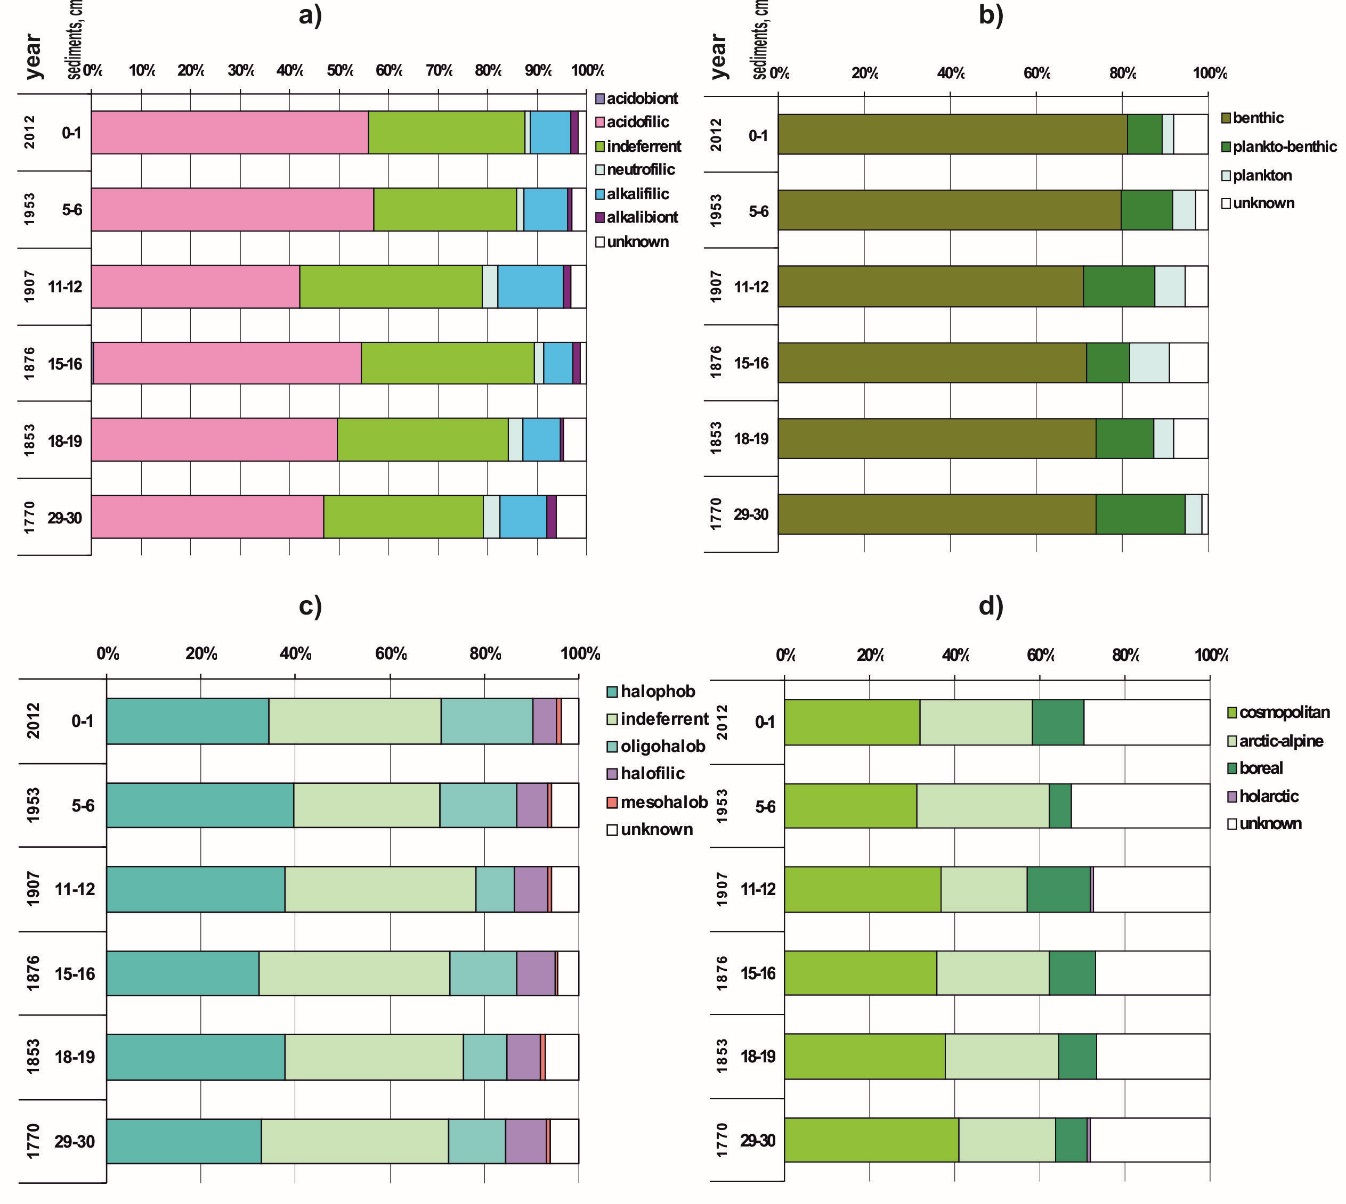 a)
year
sediments, cm
0% 10% 20% 30% 40% 50% 60% 70% 80% 90% 100%
2012 0-1
1953 5-6
1907 11-12
1876 15-16
1853 18-19
1770 29-30
acidobiont
acidofilic
indeferrent
neutrofilic
alkalifilic
alkalibiont
unknown
b)
year
sediments, cm
0% 20% 40% 60% 80% 100%
2012 0-1
1953 5-6
1907 11-12
1876 15-16
1853 18-19
1770 29-30
benthic
plankto-benthic
plankton
unknown
c)
0% 20% 40% 60% 80% 100%
2012 0-1
1953 5-6
1907 11-12
1876 15-16
1853 18-19
1770 29-30
halophob
indeferrent
oligohalob
halofilic
mesohalob
unknown
d)
0% 20% 40% 60% 80% 100%
2012 0-1
1953 5-6
1907 11-12
1876 15-16
1853 18-19
1770 29-30
cosmopolitan
arctic-alpine
boreal
holarctic
unknown